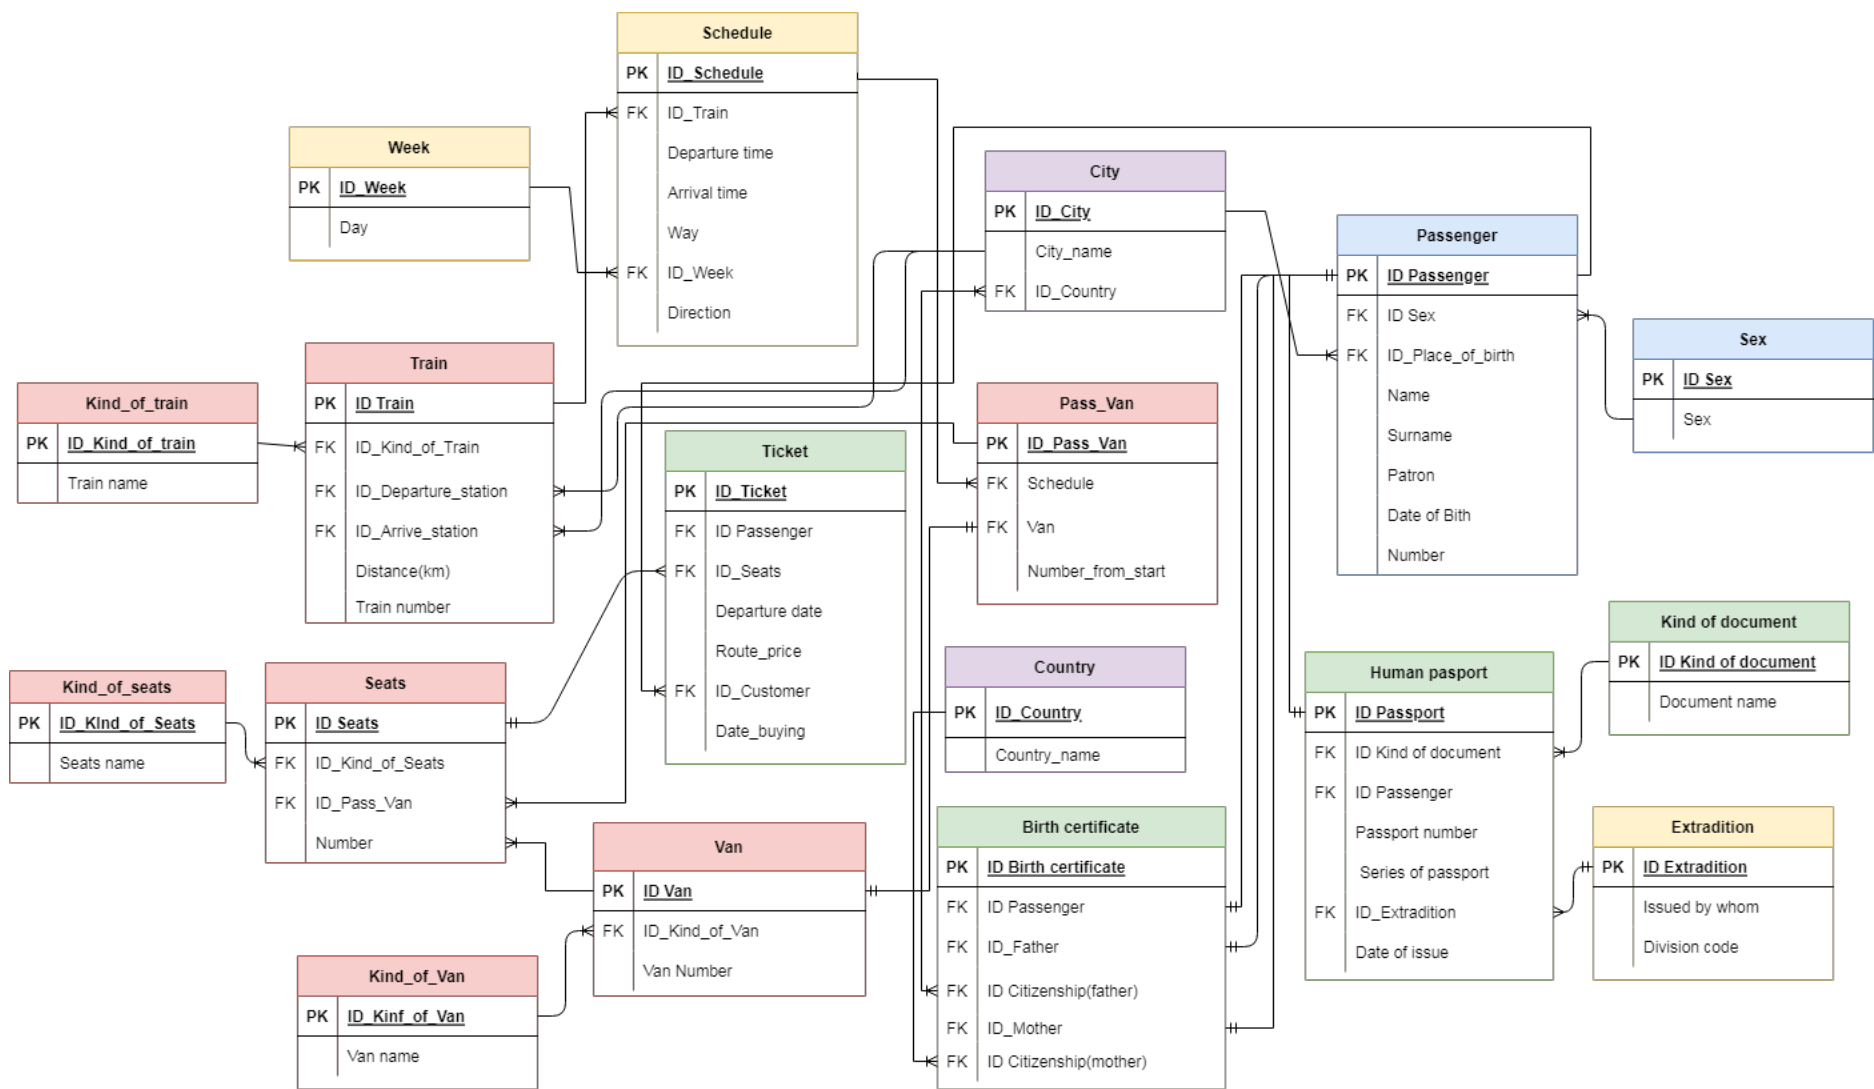 Schedule
PK ID_Schedule
FK ID_Train
Departure time
Arrival time
Way
FK ID_Week
Direction
Week
PK ID_Week
Day
City
PK ID_City
City_name
FK ID_Country
Passenger
PK ID Passenger
FK ID Sex
FK ID_Place_of_birth
Name
Surname
Patron
Date of Bith
Number
Sex
PK ID Sex
Sex
Train
PK ID Train
FK ID_Kind_of_Train
FK ID_Departure_station
FK ID_Arrive_station
Distance(km)
Train number
Kind_of_train
PK ID_Kind_of_train
Train name
Pass_Van
PK ID_Pass_Van
FK Schedule
FK Van
Number_from_start
Ticket
PK ID_Ticket
FK ID Passenger
FK ID_Seats
Departure date
Route_price
FK ID_Customer
Date_buying
Kind of document
PK ID Kind of document
Document name
Country
PK ID_Country
Country_name
Human pasport
PK ID Passport
FK ID Kind of document
FK ID Passenger
Passport number
Series of passport
FK ID_Extradition
Date of issue
Seats
PK ID Seats
FK ID_Kind_of_Seats
FK ID_Pass_Van
Number
Kind_of_seats
PK ID_KInd_of_Seats
Seats name
Extradition
PK ID Extradition
Issued by whom
Division code
Birth certificate
PK ID Birth certificate
FK ID Passenger
FK ID_Father
FK ID Citizenship(father)
FK ID_Mother
FK ID Citizenship(mother)
Van
PK ID Van
FK ID_Kind_of_Van
Van Number
Kind_of_Van
PK ID_Kinf_of_Van
Van name